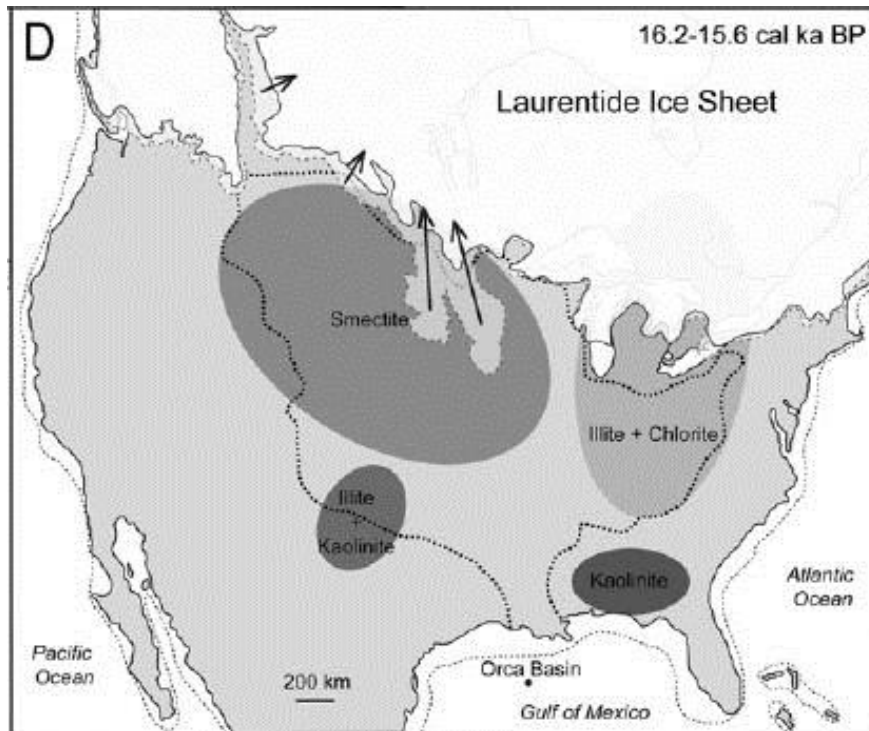 D
16.2-15.6 cal ka BP
Laurentide Ice Sheet
Smectite
Illite + Chlorite
Illite
+
Kaolinite
Kaolinite
Atlantic
Ocean
Pacific
Ocean
200 km
Orca Basin
Gulf of Mexico